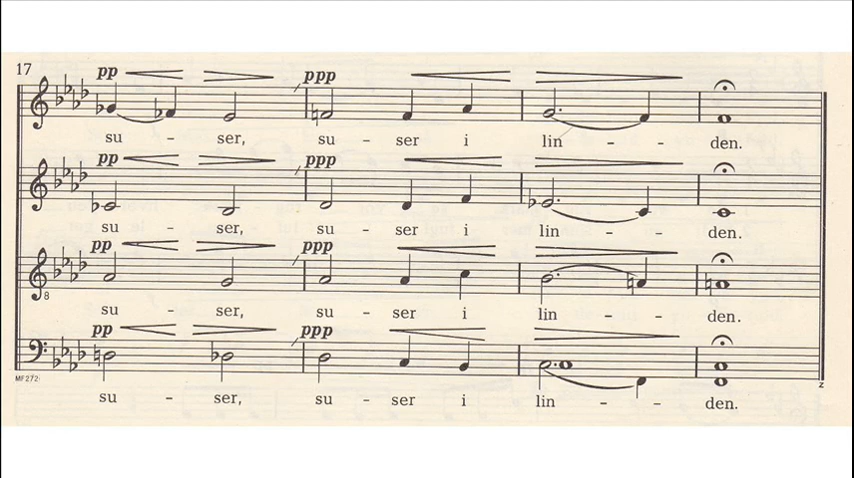 17
pp ppp
su - ser, su - ser i lin - - den.
pp ppp
su - ser, su - ser i lin - - den.
pp ppp
8
su - ser, su - ser i lin - - den.
pp ppp
MF272
z
su - ser, su - ser i lin - - den.